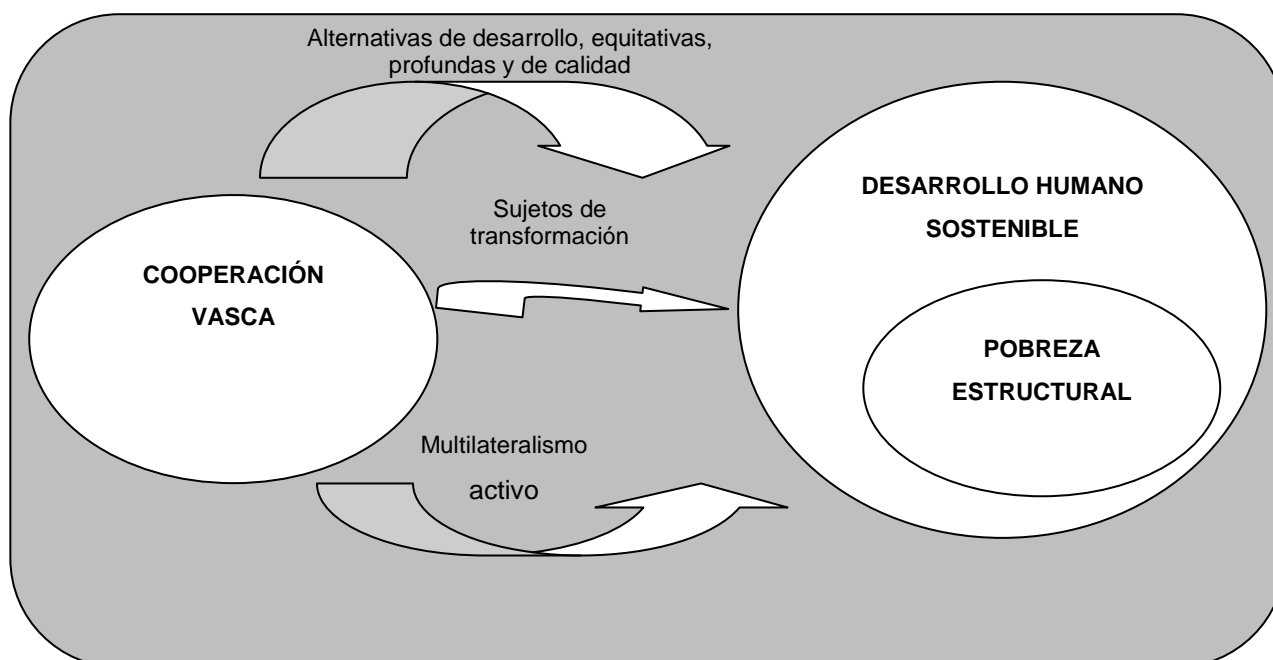 Alternativas de desarrollo, equitativas,
profundas y de calidad
DESARROLLO HUMANO
SOSTENIBLE
Sujetos de
transformación
COOPERACIÓN
VASCA
POBREZA
ESTRUCTURAL
Multilateralismo
activo